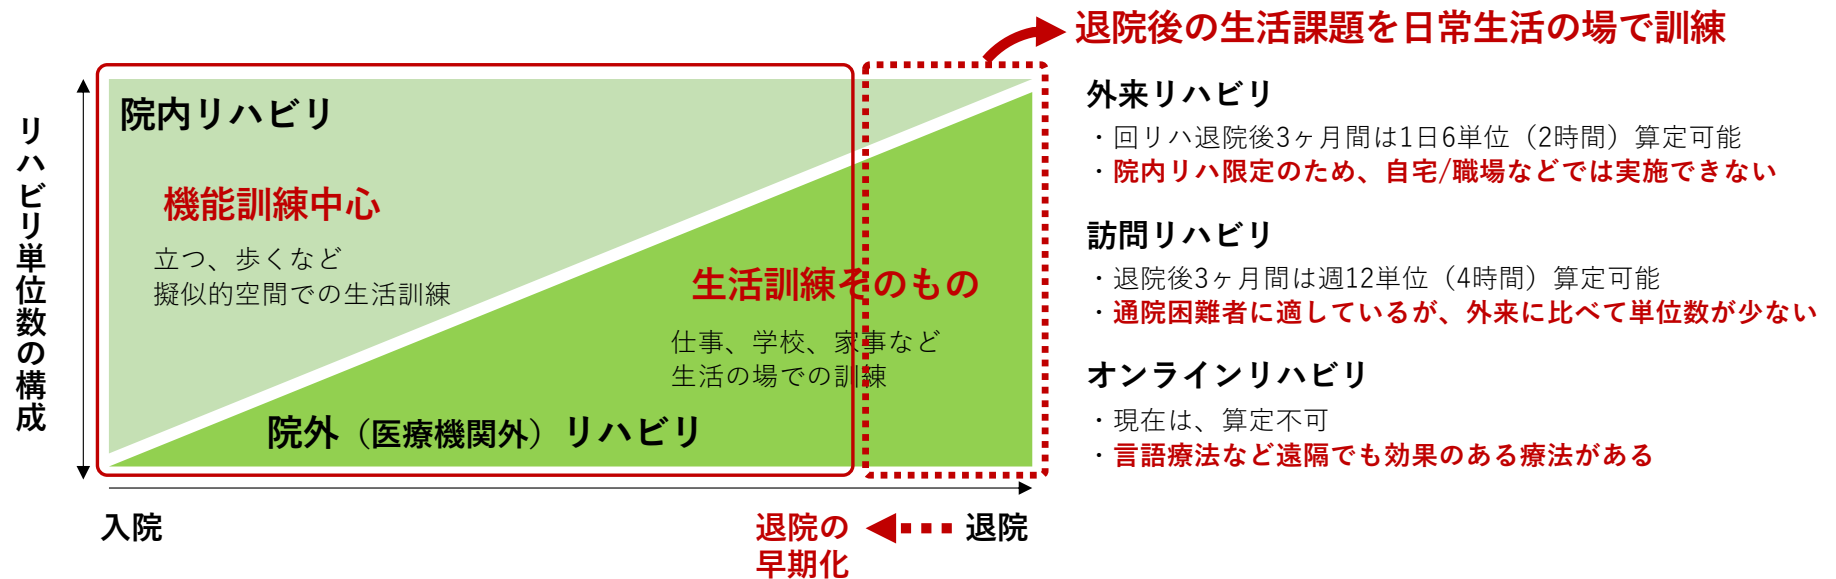 退院後の生活課題を日常生活の場で訓練
リハビリ単位数の構成
院内リハビリ
機能訓練中心
立つ、歩くなど
擬似的空間での生活訓練
生活訓練そのもの
仕事、学校、家事など
生活の場での訓練
院外（医療機関外）リハビリ
入院
退院の
早期化
退院
外来リハビリ
・回リハ退院後3ヶ月間は1日6単位（2時間）算定可能
・院内リハ限定のため、自宅/職場などでは実施できない
訪問リハビリ
・退院後3ヶ月間は週12単位（4時間）算定可能
・通院困難者に適しているが、外来に比べて単位数が少ない
オンラインリハビリ
・現在は、算定不可
・言語療法など遠隔でも効果のある療法がある